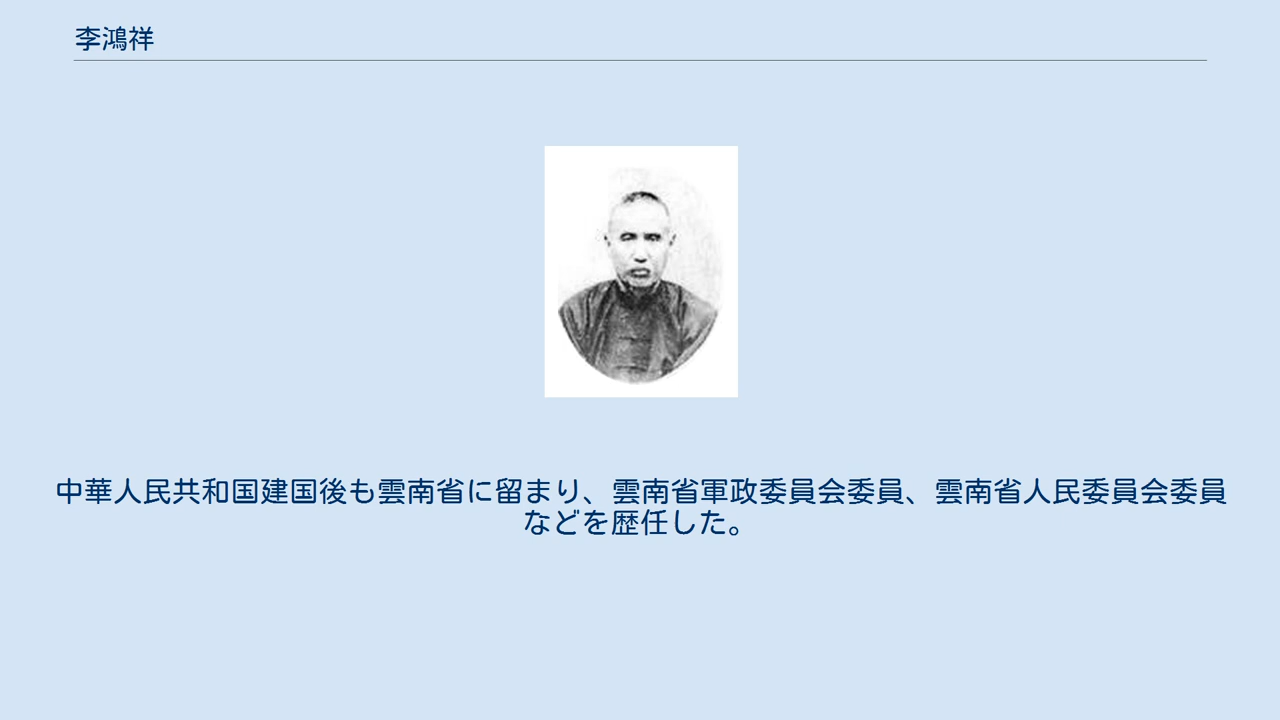 李鴻祥
中華人民共和国建国後も雲南省に留まり、雲南省軍政委員会委員、雲南省人民委員会委員
などを歴任した。